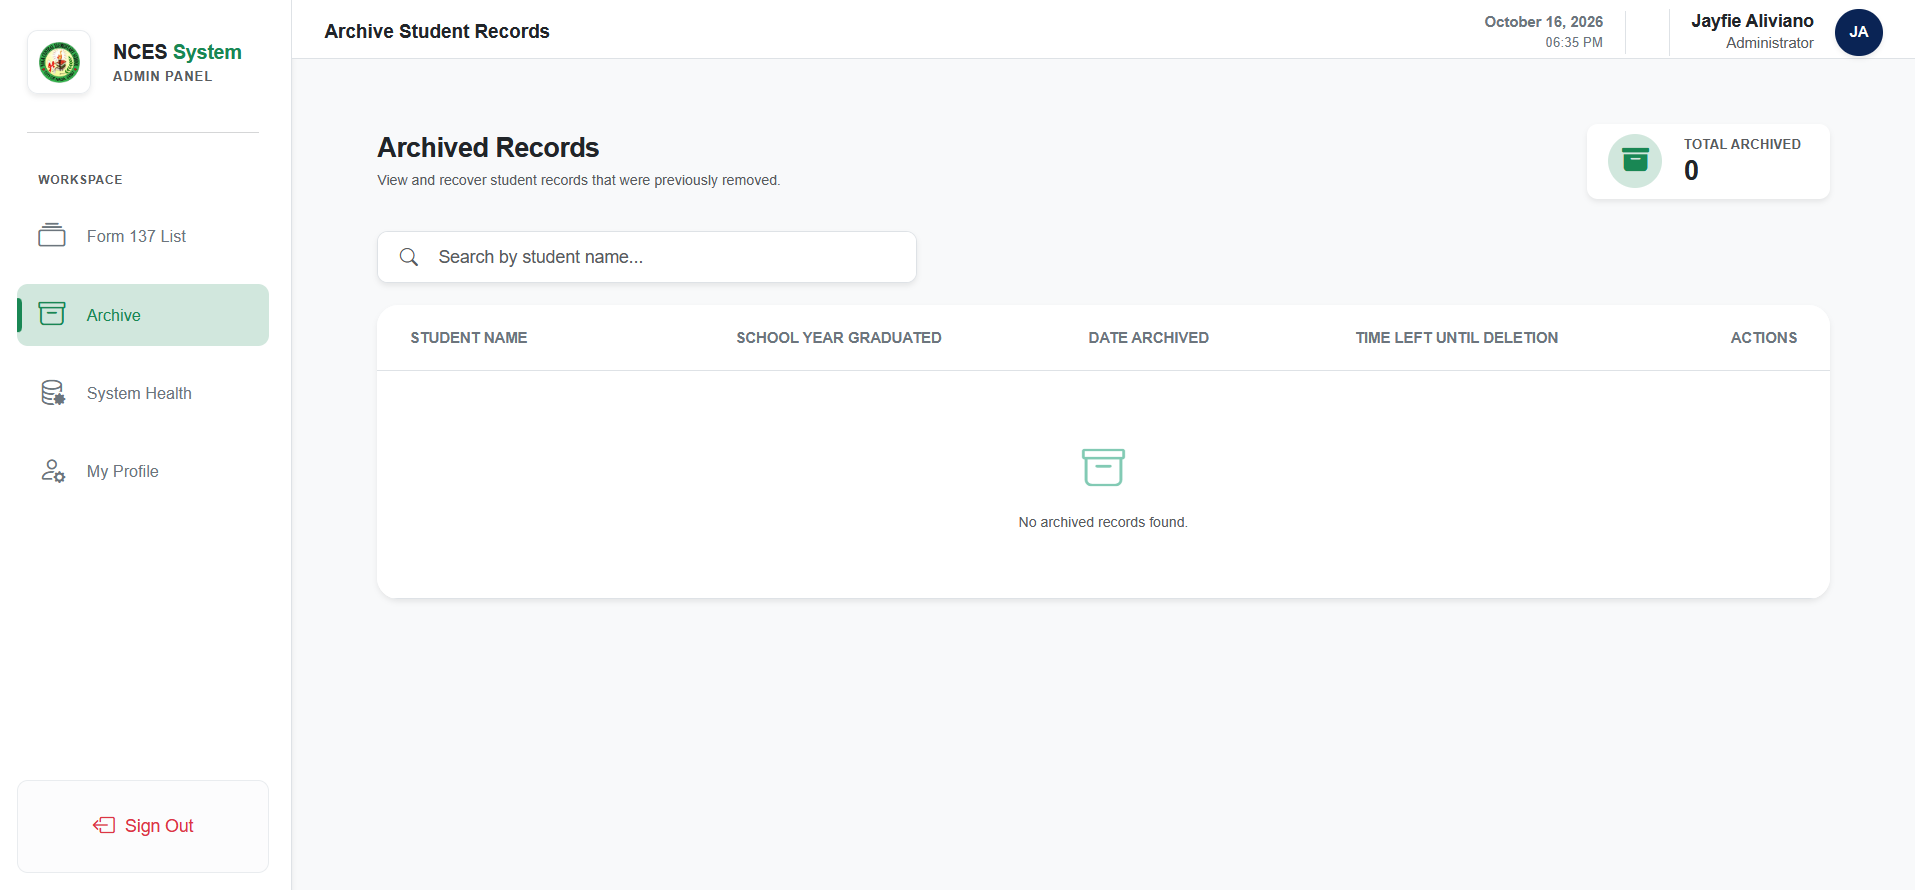 NCES System
ADMIN PANEL
WORKSPACE
Form 137 List
Archive
System Health
My Profile
Sign Out
Archive Student Records
October 16, 2026
06:35 PM
Jayfie Aliviano
Administrator
JA
Archived Records
View and recover student records that were previously removed.
TOTAL ARCHIVED
0
Search by student name...
STUDENT NAME SCHOOL YEAR GRADUATED DATE ARCHIVED TIME LEFT UNTIL DELETION ACTIONS
No archived records found.